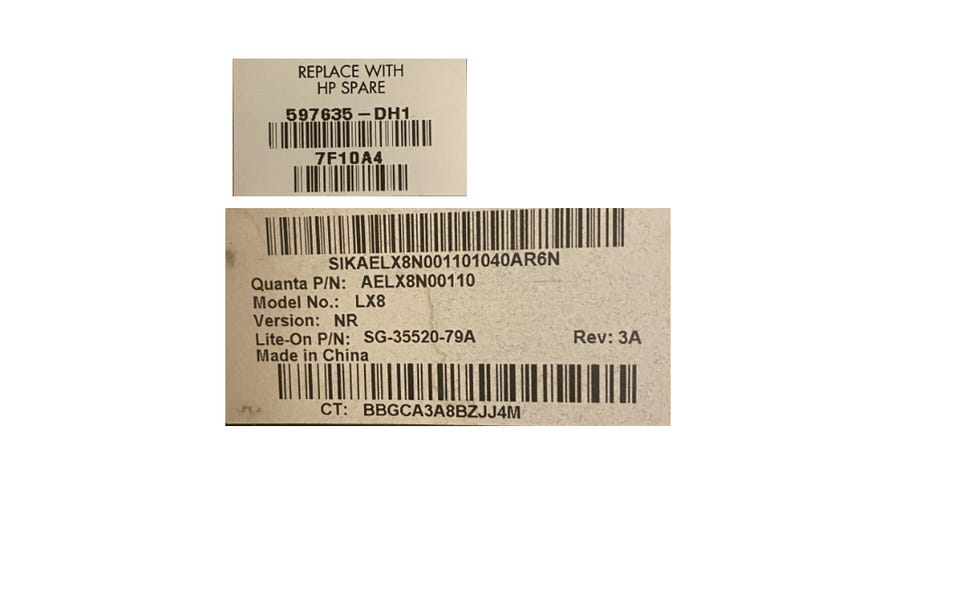 REPLACE WITH
HP SPARE
597635-DH1
7F10A4
SIKAELX8N001101040AR6N
Quanta P/N: AELX8N00110
Model No.: LX8
Version: NR
Lite-On P/N: SG-35520-79A Rev: 3A
Made in China
CT: BBGCA3A8BZJJ4M